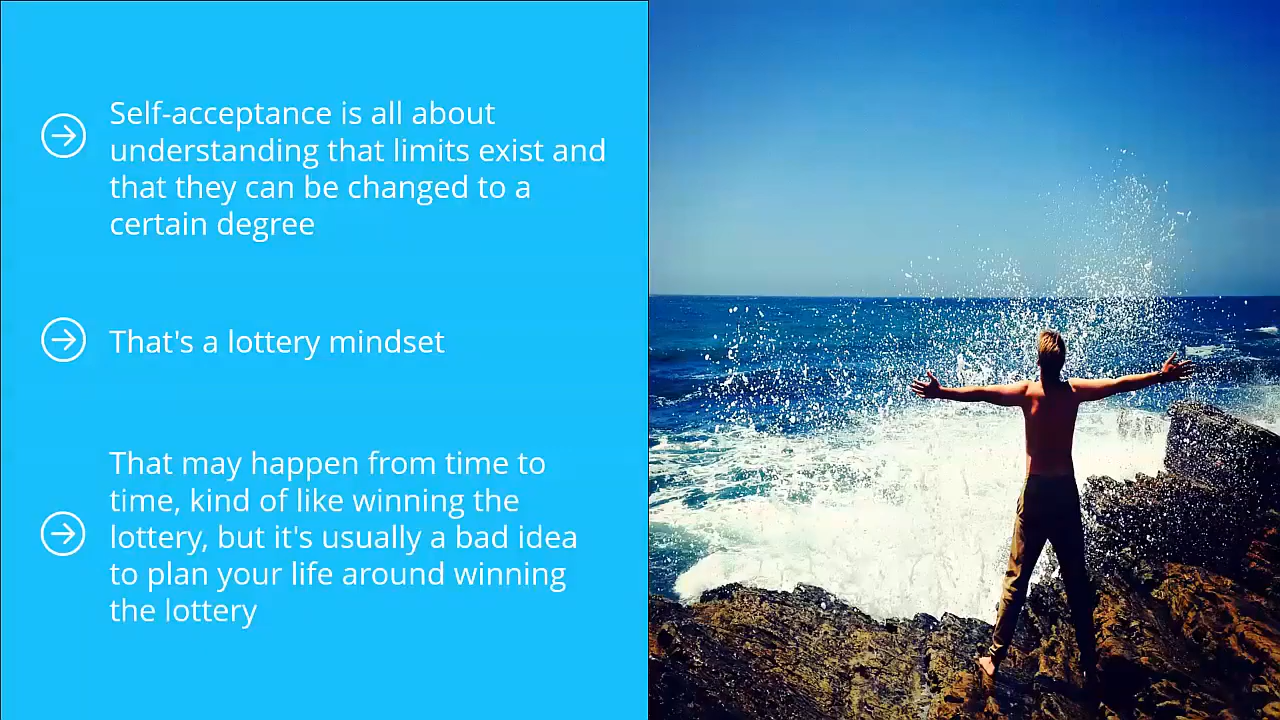 Self-acceptance is all about
understanding that limits exist and
that they can be changed to a
certain degree
That's a lottery mindset
That may happen from time to
time, kind of like winning the
lottery, but it's usually a bad idea
to plan your life around winning
the lottery